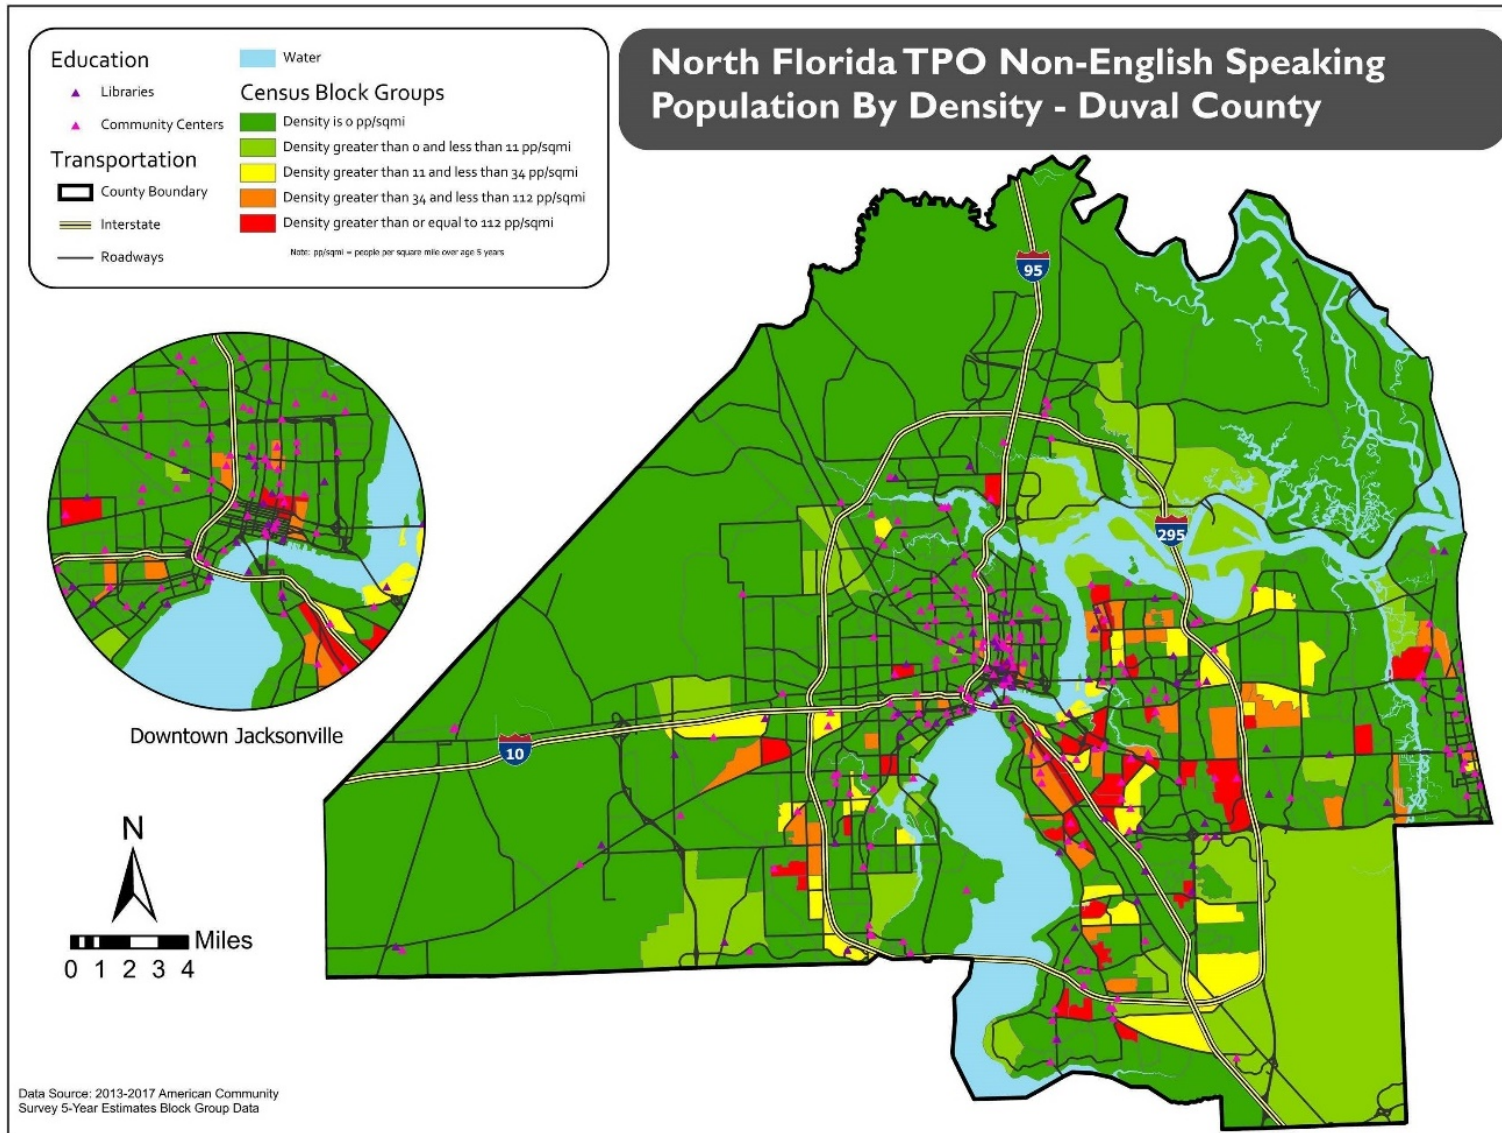 North Florida TPO Non-English Speaking
Population By Density - Duval County
Education
Libraries
Community Centers
Transportation
County Boundary
Interstate
Roadways
Water
Census Block Groups
Density is 0 pp/sqmi
Density greater than 0 and less than 11 pp/sqmi
Density greater than 11 and less than 34 pp/sqmi
Density greater than 34 and less than 112 pp/sqmi
Density greater than or equal to 112 pp/sqmi
Note: pp/sqmi = people per square mile over age 5 years
95
295
10
Downtown Jacksonville
N
Miles
0 1 2 3 4
Data Source: 2013-2017 American Community
Survey 5-Year Estimates Block Group Data